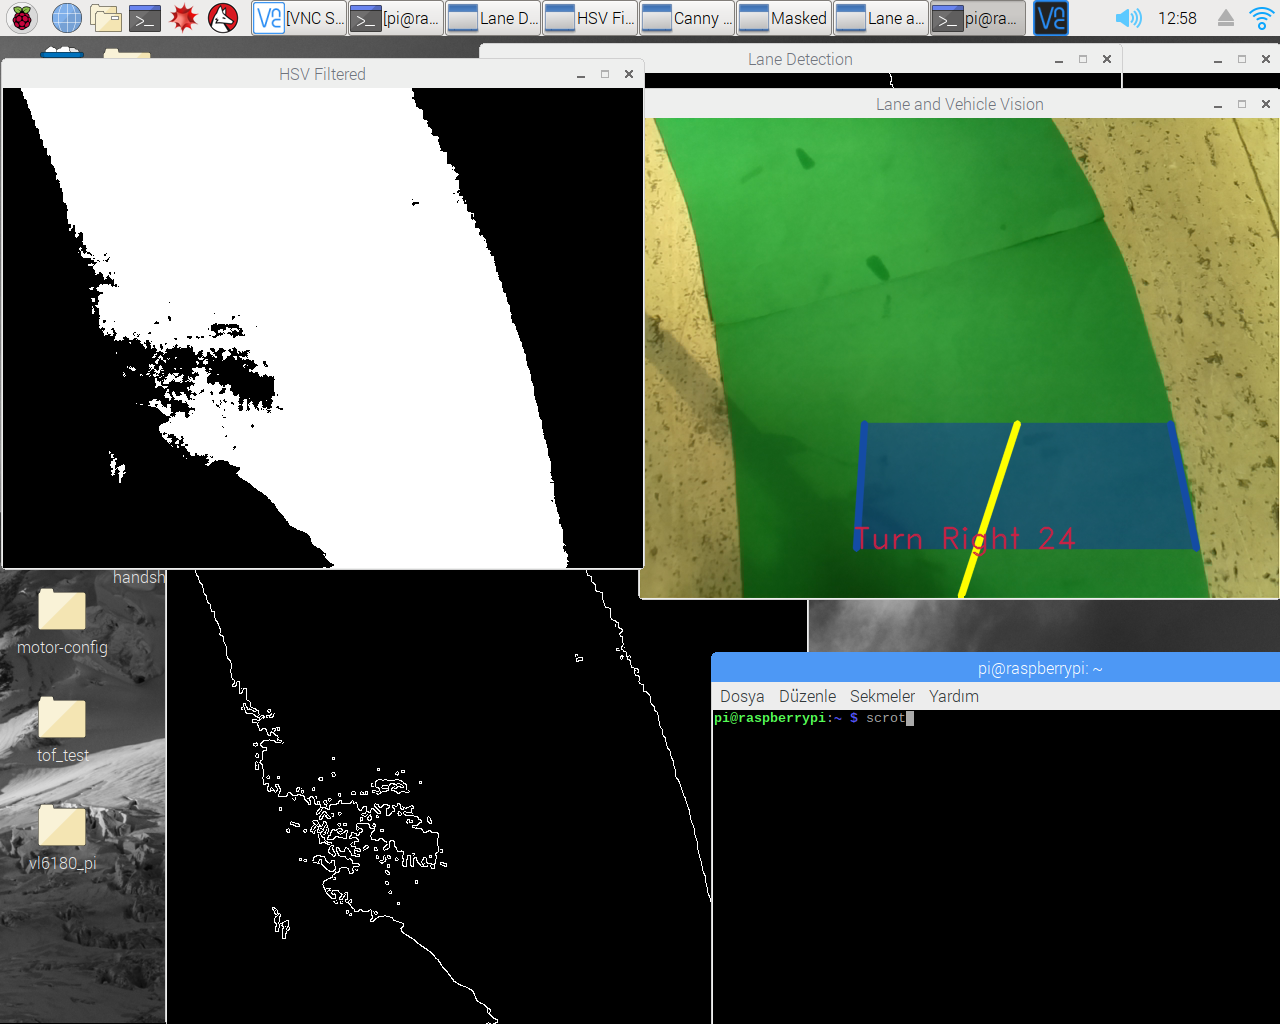 [VNC S... [pi@ra... Lane D... HSV Fi... Canny ... Masked Lane a... pi@ra... 12:58
Lane Detection
HSV Filtered
Lane and Vehicle Vision
Turn Right 24
handsh
motor-config
tof_test
vl6180_pi
pi@raspberrypi: ~
Dosya Düzenle Sekmeler Yardım
pi@raspberrypi:~ $ scrot